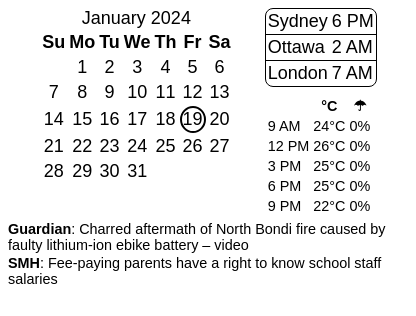 January 2024
Su Mo Tu We Th Fr Sa
1 2 3 4 5 6
7 8 9 10 11 12 13
14 15 16 17 18 19 20
21 22 23 24 25 26 27
28 29 30 31
Sydney 6 PM
Ottawa 2 AM
London 7 AM
°C ☂
9 AM 24°C 0%
12 PM 26°C 0%
3 PM 25°C 0%
6 PM 25°C 0%
9 PM 22°C 0%
Guardian: Charred aftermath of North Bondi fire caused by
faulty lithium-ion ebike battery – video
SMH: Fee-paying parents have a right to know school staff
salaries